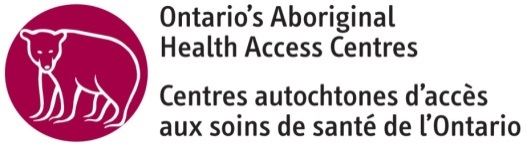 Ontario's Aboriginal
Health Access Centres
Centres autochtones d'accès
aux soins de santé de l'Ontario